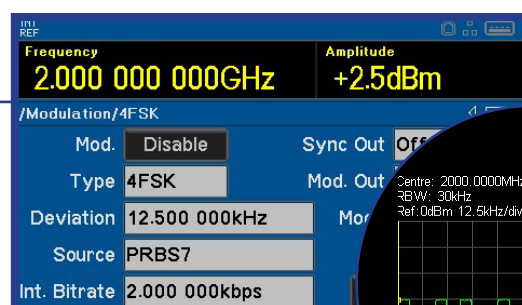 INT
REF
Frequency
2.000 000 000GHz
Amplitude
+2.5dBm
/Modulation/4FSK
Mod. Disable
Sync Out
Type 4FSK
Mod. Out
Deviation 12.500 000kHz
Source PRBS7
Int. Bitrate 2.000 000kbps
Centre: 2000.0000MHz
RBW: 30kHz
Ref:0dBm 12.5kHz/div